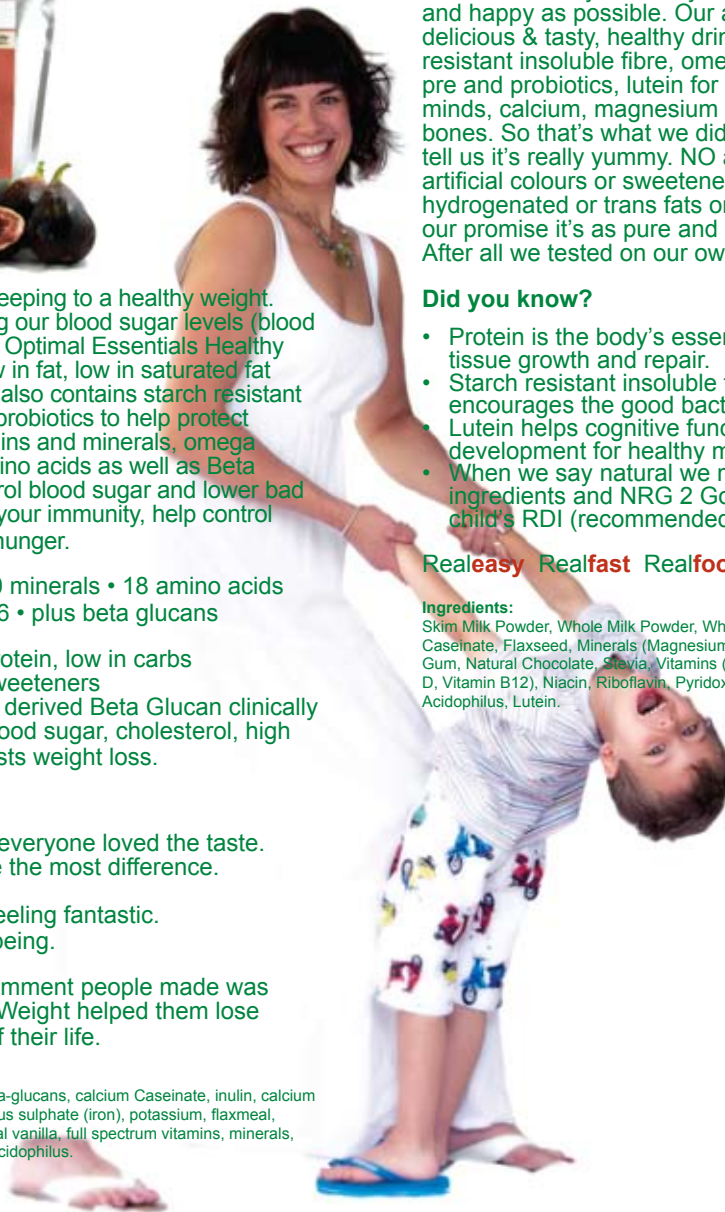 eeping to a healthy weight.
g our blood sugar levels (blood
Optimal Essentials Healthy
w in fat, low in saturated fat
also contains starch resistant
probiotics to help protect
ins and minerals, omega
ino acids as well as Beta
rol blood sugar and lower bad
your immunity, help control
hunger.
0 minerals • 18 amino acids
6 • plus beta glucans
rotein, low in carbs
weeteners
derived Beta Glucan clinically
ood sugar, cholesterol, high
sts weight loss.
everyone loved the taste.
e the most difference.
eeling fantastic.
being.
mment people made was
Weight helped them lose
f their life.
a-glucans, calcium Caseinate, inulin, calcium
us sulphate (iron), potassium, flaxmeal,
al vanilla, full spectrum vitamins, minerals,
cidophilus.
and happy as possible. Our a
delicious & tasty, healthy drin
resistant insoluble fibre, ome
pre and probiotics, lutein for
minds, calcium, magnesium
bones. So that's what we did
tell us it's really yummy. NO a
artificial colours or sweetene
hydrogenated or trans fats or
our promise it's as pure and
After all we tested on our ow
Did you know?
• Protein is the body's essen
tissue growth and repair.
• Starch resistant insoluble f
encourages the good bact
• Lutein helps cognitive func
development for healthy m
• When we say natural we m
ingredients and NRG 2 Go
child's RDI (recommended
Realeasy Realfast Realfoo
Ingredients:
Skim Milk Powder, Whole Milk Powder, Wh
Caseinate, Flaxseed, Minerals (Magnesium
Gum, Natural Chocolate, Stevia, Vitamins (
D, Vitamin B12), Niacin, Riboflavin, Pyridox
Acidophilus, Lutein.